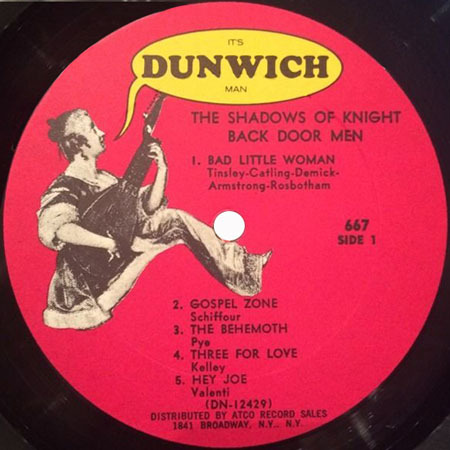 IT'S
DUNWICH
MAN
THE SHADOWS OF KNIGHT
BACK DOOR MEN
1. BAD LITTLE WOMAN
Tinsley-Catling-Demick-
Armstrong-Rosbotham
667
SIDE 1
2. GOSPEL ZONE
Schiffour
3. THE BEHEMOTH
Pye
4. THREE FOR LOVE
Kelley
5. HEY JOE
Valenti
(DN-12429)
DISTRIBUTED BY ATCO RECORD SALES
1841 BROADWAY, N.Y., N.Y.